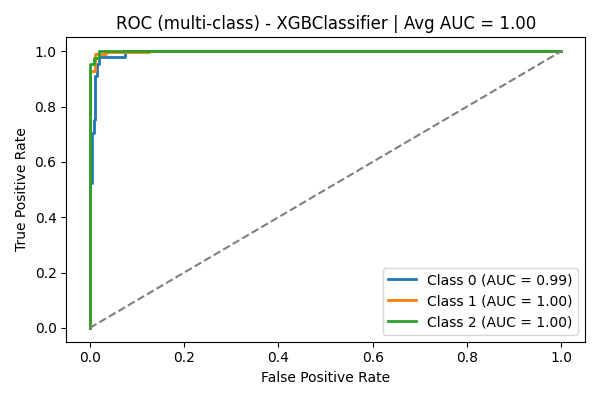 ROC (multi-class) - XGBClassifier | Avg AUC = 1.00
True Positive Rate
1.0
0.8
0.6
0.4
0.2
0.0
Class 0 (AUC = 0.99)
Class 1 (AUC = 1.00)
Class 2 (AUC = 1.00)
0.0 0.2 0.4 0.6 0.8 1.0
False Positive Rate